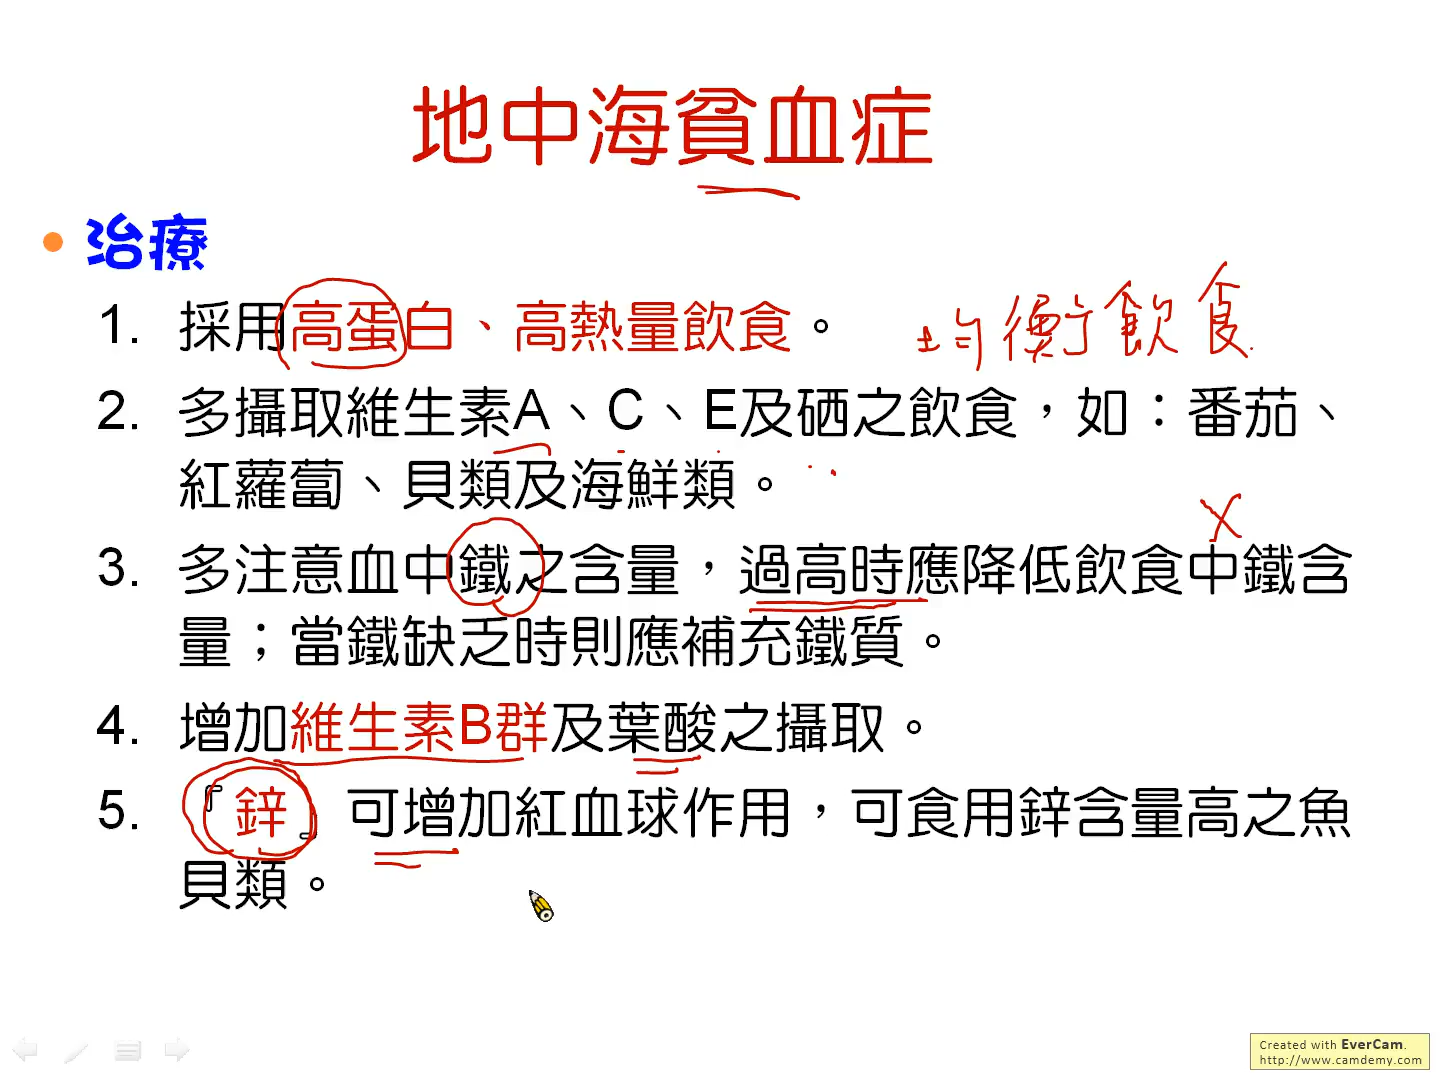 地中海貧血症
治療
1. 採用高蛋白、高熱量飲食。 均衡飲食
2. 多攝取維生素A、C、E及硒之飲食，如：番茄、
紅蘿蔔、貝類及海鮮類。
3. 多注意血中鐵之含量，過高時應降低飲食中鐵含
量；當鐵缺乏時則應補充鐵質。
4. 增加維生素B群及葉酸之攝取。
5. 『鋅』可增加紅血球作用，可食用鋅含量高之魚
貝類。
Created with EverCam.
http://www.camdemy.com